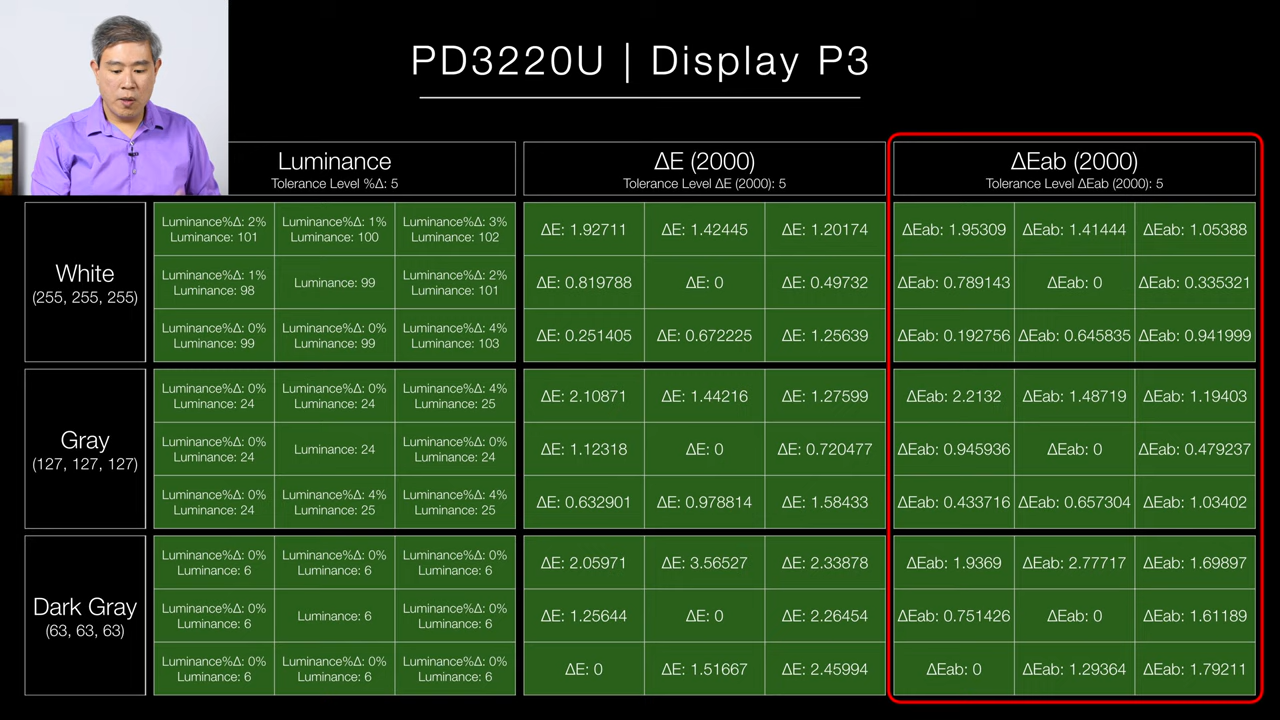 PD3220U | Display P3
Luminance
Tolerance Level %Δ: 5
ΔE (2000)
Tolerance Level ΔE (2000): 5
ΔEab (2000)
Tolerance Level ΔEab (2000): 5
White
(255, 255, 255)
Luminance%Δ: 2% Luminance%Δ: 1% Luminance%Δ: 3%
Luminance: 101 Luminance: 100 Luminance: 102
ΔE: 1.92711 ΔE: 1.42445 ΔE: 1.20174
ΔEab: 1.95309 ΔEab: 1.41444 ΔEab: 1.05388
Luminance%Δ: 1% Luminance: 99 Luminance%Δ: 2%
Luminance: 98 Luminance: 101
ΔE: 0.819788 ΔE: 0 ΔE: 0.49732
ΔEab: 0.789143 ΔEab: 0 ΔEab: 0.335321
Luminance%Δ: 0% Luminance%Δ: 0% Luminance%Δ: 4%
Luminance: 99 Luminance: 99 Luminance: 103
ΔE: 0.251405 ΔE: 0.672225 ΔE: 1.25639
ΔEab: 0.192756 ΔEab: 0.645835 ΔEab: 0.941999
Gray
(127, 127, 127)
Luminance%Δ: 0% Luminance%Δ: 0% Luminance%Δ: 4%
Luminance: 24 Luminance: 24 Luminance: 25
ΔE: 2.10871 ΔE: 1.44216 ΔE: 1.27599
ΔEab: 2.2132 ΔEab: 1.48719 ΔEab: 1.19403
Luminance%Δ: 0% Luminance: 24 Luminance%Δ: 0%
Luminance: 24 Luminance: 24
ΔE: 1.12318 ΔE: 0 ΔE: 0.720477
ΔEab: 0.945936 ΔEab: 0 ΔEab: 0.479237
Luminance%Δ: 0% Luminance%Δ: 4% Luminance%Δ: 4%
Luminance: 24 Luminance: 25 Luminance: 25
ΔE: 0.632901 ΔE: 0.978814 ΔE: 1.58433
ΔEab: 0.433716 ΔEab: 0.657304 ΔEab: 1.03402
Dark Gray
(63, 63, 63)
Luminance%Δ: 0% Luminance%Δ: 0% Luminance%Δ: 0%
Luminance: 6 Luminance: 6 Luminance: 6
ΔE: 2.05971 ΔE: 3.56527 ΔE: 2.33878
ΔEab: 1.9369 ΔEab: 2.77717 ΔEab: 1.69897
Luminance%Δ: 0% Luminance: 6 Luminance%Δ: 0%
Luminance: 6 Luminance: 6
ΔE: 1.25644 ΔE: 0 ΔE: 2.26454
ΔEab: 0.751426 ΔEab: 0 ΔEab: 1.61189
Luminance%Δ: 0% Luminance%Δ: 0% Luminance%Δ: 0%
Luminance: 6 Luminance: 6 Luminance: 6
ΔE: 0 ΔE: 1.51667 ΔE: 2.45994
ΔEab: 0 ΔEab: 1.29364 ΔEab: 1.79211